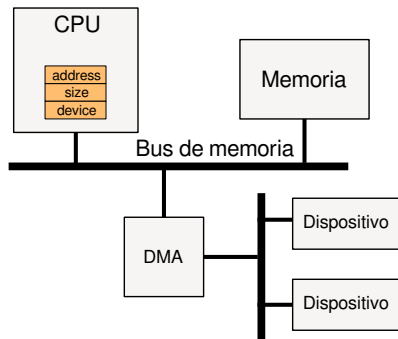 CPU
address
size
device
Memoria
Bus de memoria
DMA
Dispositivo
Dispositivo